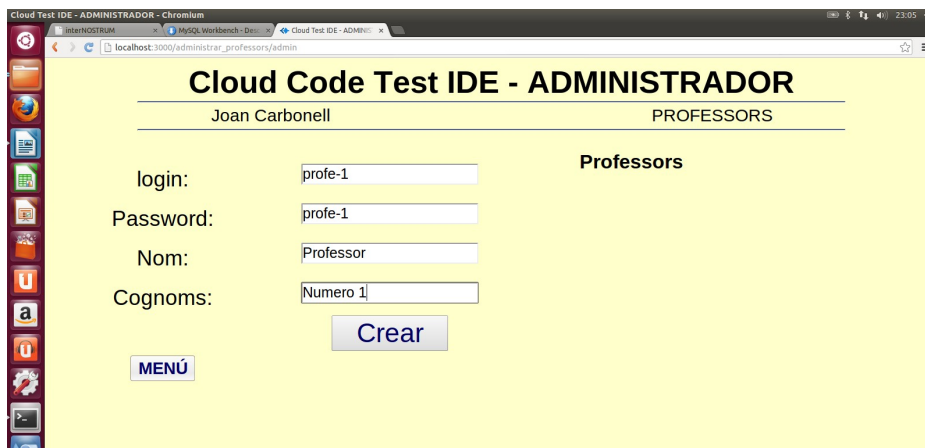 Cloud Test IDE - ADMINISTRADOR - Chromium
23:05
interNOSTRUM
MySQL Workbench - Desc
Cloud Test IDE - ADMINIS
localhost:3000/administrar_professors/admin
Cloud Code Test IDE - ADMINISTRADOR
Joan Carbonell
PROFESSORS
Professors
login:
profe-1
Password:
profe-1
Nom:
Professor
Cognoms:
Numero 1
Crear
MENÚ